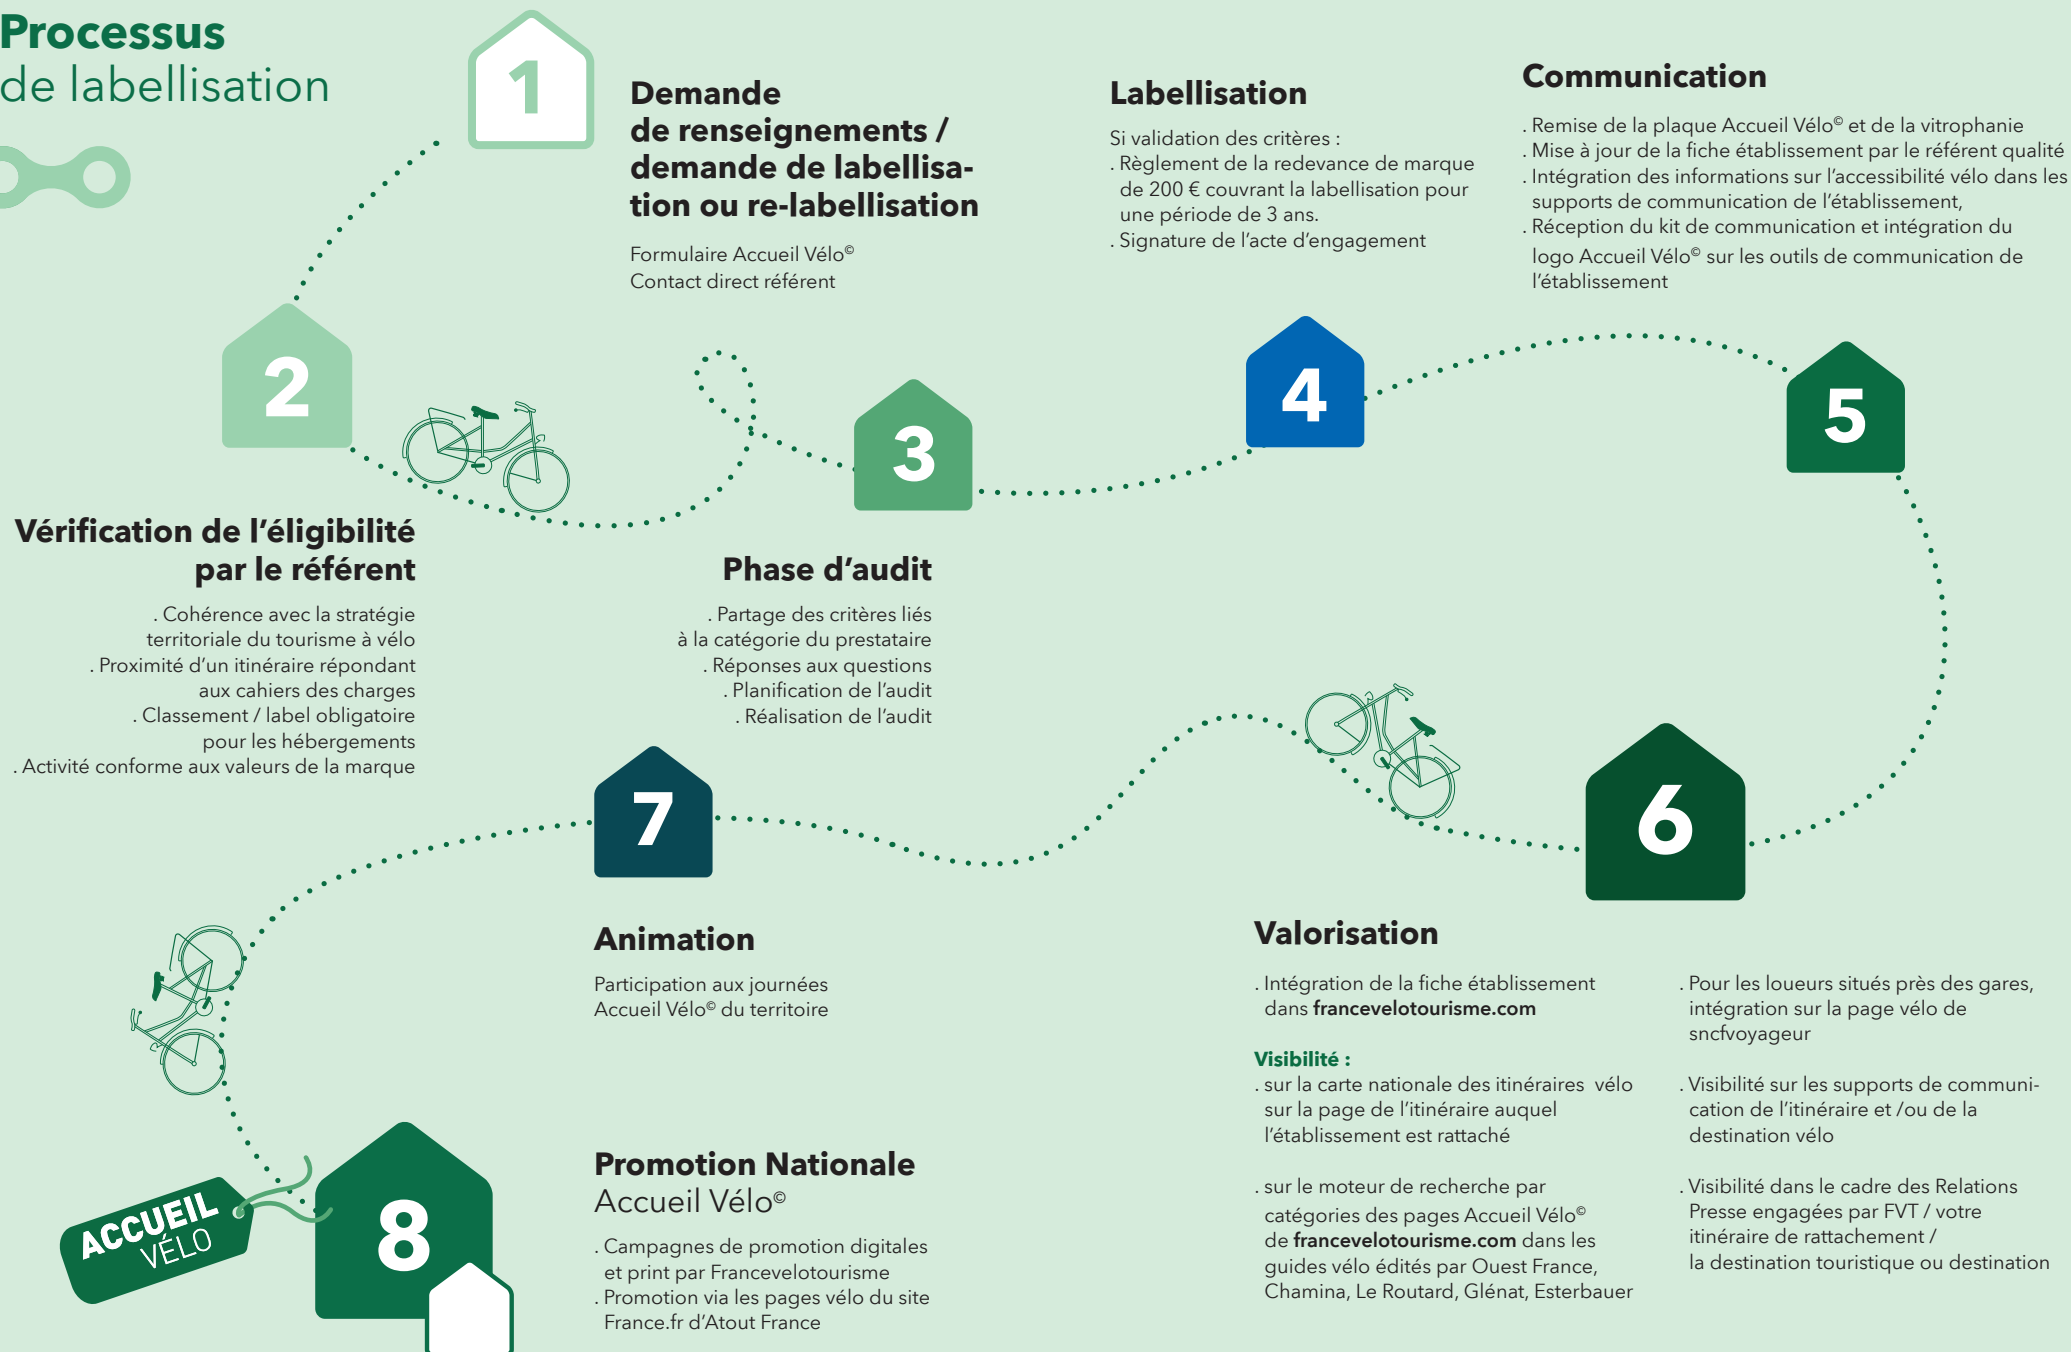 Processus
de labellisation
1
Demande
de renseignements /
demande de labellisa-
tion ou re-labellisation
Formulaire Accueil Vélo©
Contact direct référent
2
Vérification de l’éligibilité
par le référent
. Cohérence avec la stratégie
territoriale du tourisme à vélo
. Proximité d’un itinéraire répondant
aux cahiers des charges
. Classement / label obligatoire
pour les hébergements
. Activité conforme aux valeurs de la marque
3
Phase d’audit
. Partage des critères liés
à la catégorie du prestataire
. Réponses aux questions
. Planification de l’audit
. Réalisation de l’audit
4
Labellisation
Si validation des critères :
. Règlement de la redevance de marque
de 200 € couvrant la labellisation pour
une période de 3 ans.
. Signature de l’acte d’engagement
5
Communication
. Remise de la plaque Accueil Vélo© et de la vitrophanie
. Mise à jour de la fiche établissement par le référent qualité
. Intégration des informations sur l’accessibilité vélo dans les
supports de communication de l’établissement,
. Réception du kit de communication et intégration du
logo Accueil Vélo© sur les outils de communication de
l’établissement
6
Valorisation
. Intégration de la fiche établissement
dans francevelotourisme.com
Visibilité :
. sur la carte nationale des itinéraires  vélo
sur la page de l’itinéraire auquel
l’établissement est rattaché
. sur le moteur de recherche par
catégories des pages Accueil Vélo©
de francevelotourisme.com dans les
guides vélo édités par Ouest France,
Chamina, Le Routard, Glénat, Esterbauer
. Pour les loueurs situés près des gares,
intégration sur la page vélo de
sncfvoyageur
. Visibilité sur les supports de communi-
cation de l’itinéraire et /ou de la
destination vélo
. Visibilité dans le cadre des Relations
Presse engagées par FVT / votre
itinéraire de rattachement /
la destination touristique ou destination
7
Animation
Participation aux journées
Accueil Vélo© du territoire
8
ACCUEIL
VÉLO
Promotion Nationale
Accueil Vélo©
. Campagnes de promotion digitales
et print par Francevelotourisme
. Promotion via les pages vélo du site
France.fr d’Atout France